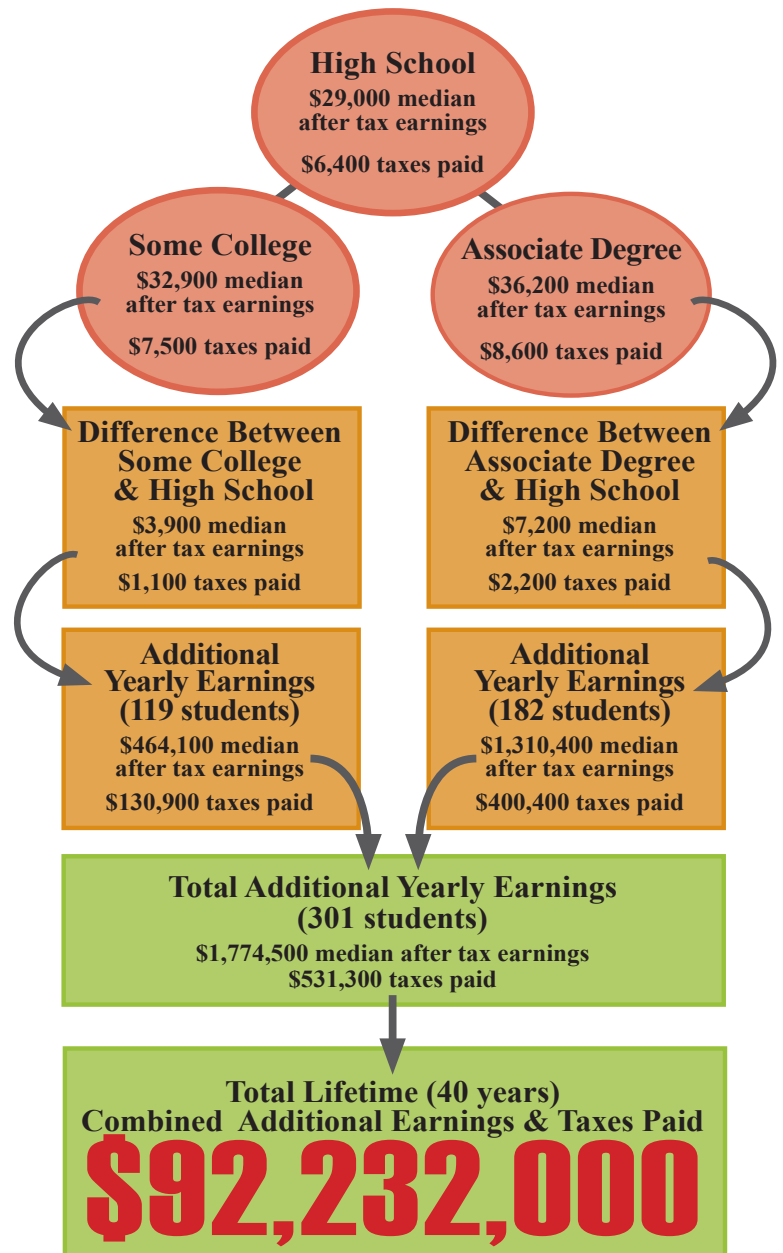 High School
$29,000 median
after tax earnings
$6,400 taxes paid
Some College
$32,900 median
after tax earnings
$7,500 taxes paid
Associate Degree
$36,200 median
after tax earnings
$8,600 taxes paid
Difference Between
Some College
& High School
$3,900 median
after tax earnings
$1,100 taxes paid
Difference Between
Associate Degree
& High School
$7,200 median
after tax earnings
$2,200 taxes paid
Additional
Yearly Earnings
(119 students)
$464,100 median
after tax earnings
$130,900 taxes paid
Additional
Yearly Earnings
(182 students)
$1,310,400 median
after tax earnings
$400,400 taxes paid
Total Additional Yearly Earnings
(301 students)
$1,774,500 median after tax earnings
$531,300 taxes paid
Total Lifetime (40 years)
Combined Additional Earnings & Taxes Paid
$92,232,000